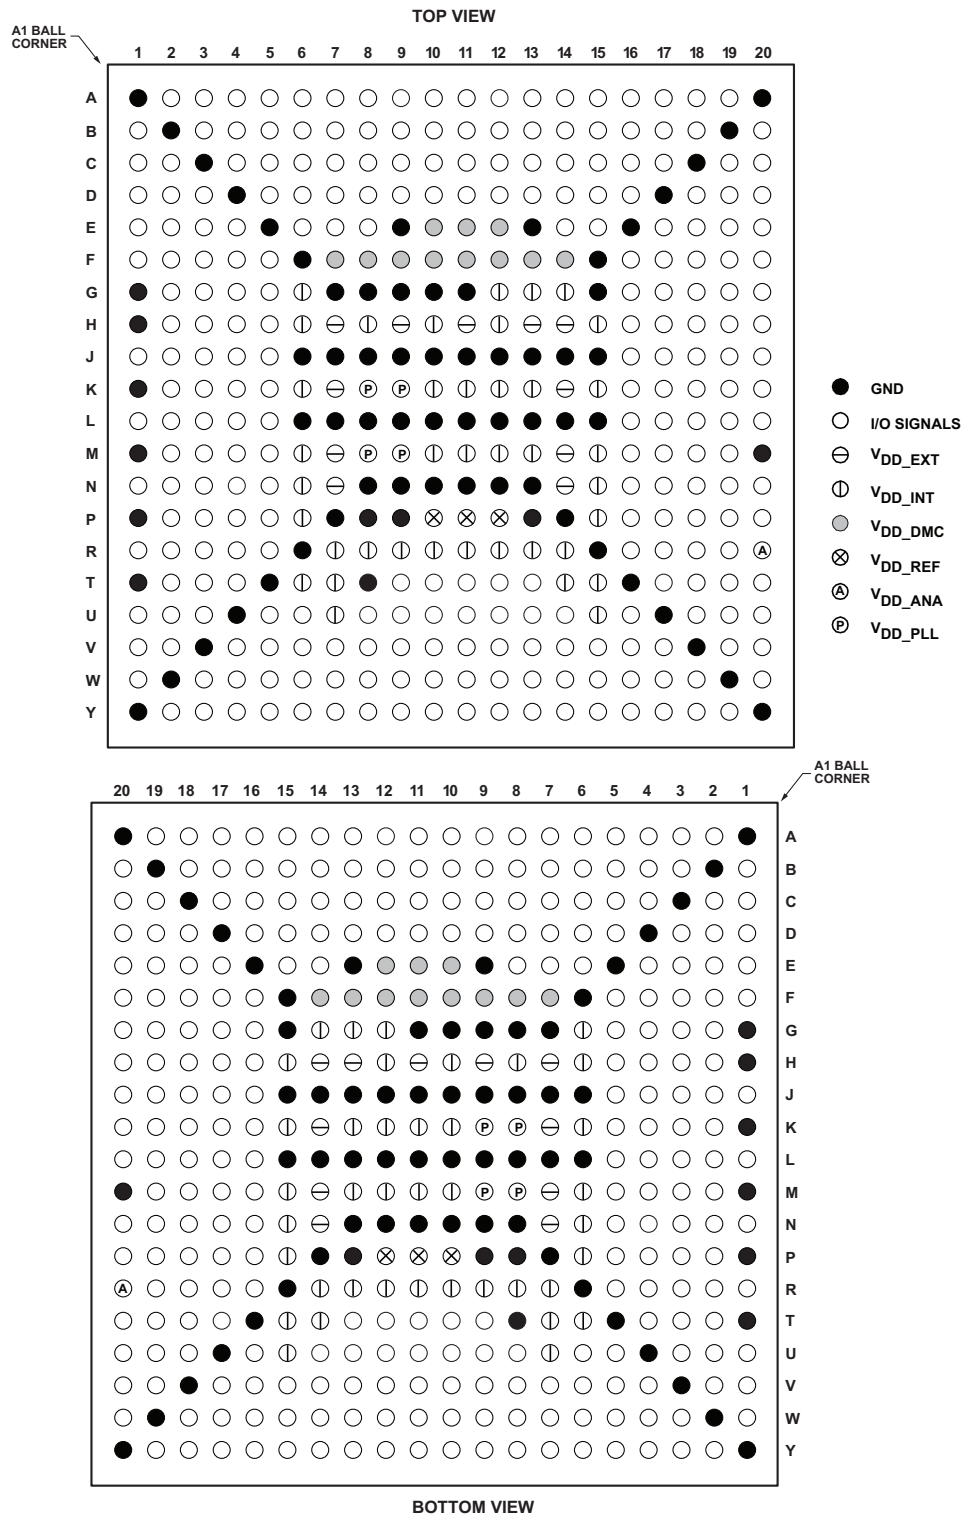 TOP VIEW
A1 BALL
CORNER
1 2 3 4 5 6 7 8 9 10 11 12 13 14 15 16 17 18 19 20
A
B
C
D
E
F
G
H
J
K P P
L
M P P
N
P
R A
T
U
V
W
Y
GND
I/O SIGNALS
VDD_EXT
VDD_INT
VDD_DMC
VDD_REF
A VDD_ANA
P VDD_PLL
A1 BALL
CORNER
20 19 18 17 16 15 14 13 12 11 10 9 8 7 6 5 4 3 2 1
A
B
C
D
E
F
G
H
J
P P K
L
P P M
N
P
A R
T
U
V
W
Y
BOTTOM VIEW